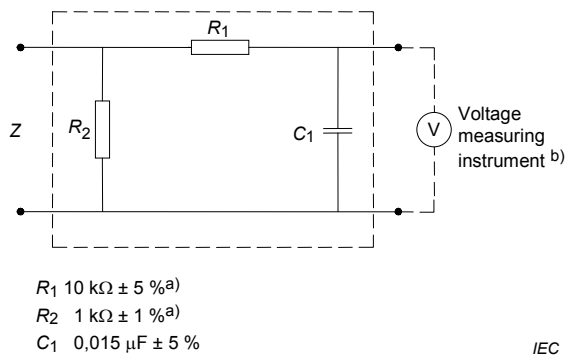 R1
Z
R2
C1
V
Voltage
measuring
instrument b)
R1 10 kΩ ± 5 %a)
R2 1 kΩ ± 1 %a)
C1 0,015 μF ± 5 %
IEC